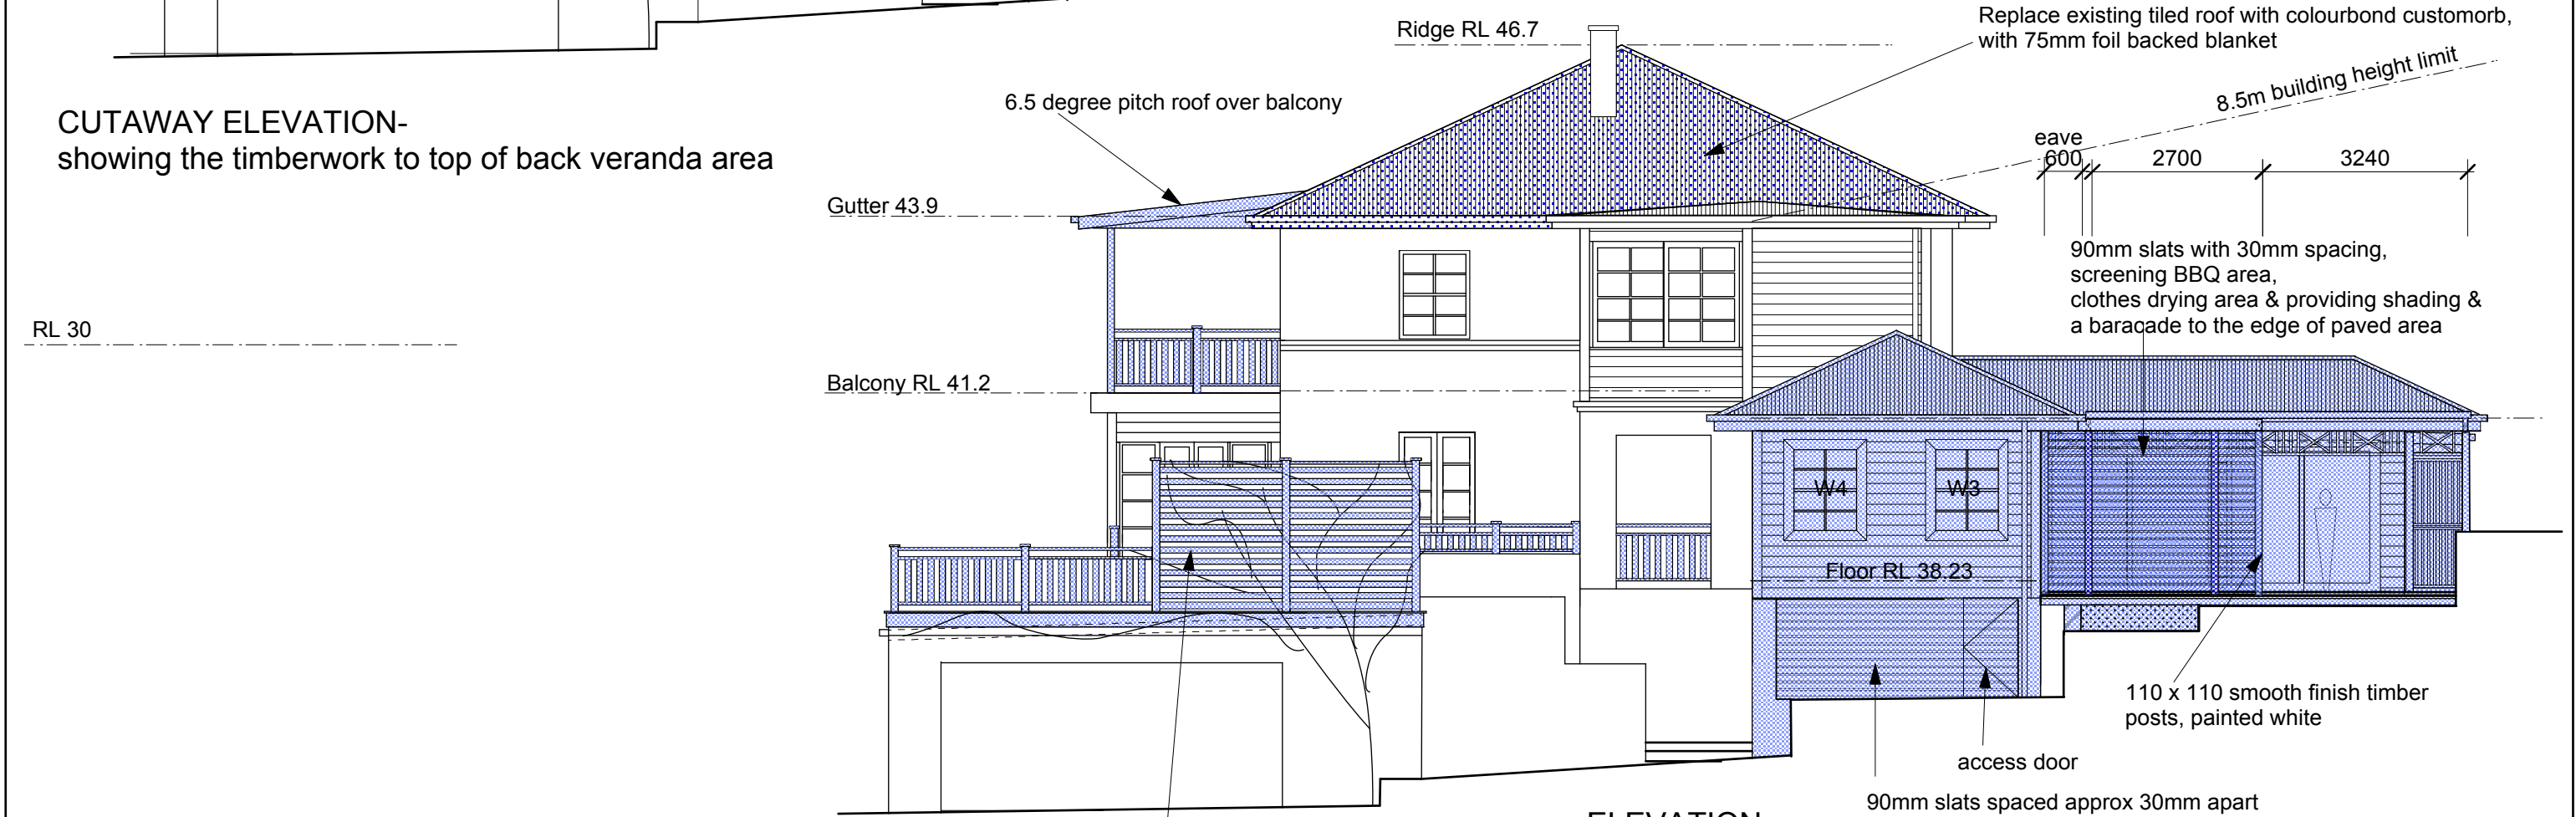 Ridge RL 46.7
Replace existing tiled roof with colourbond customorb,
with 75mm foil backed blanket
8.5m building height limit
6.5 degree pitch roof over balcony
CUTAWAY ELEVATION-
showing the timberwork to top of back veranda area
eave
600
2700
3240
Gutter 43.9
90mm slats with 30mm spacing,
screening BBQ area,
clothes drying area & providing shading &
a baracade to the edge of paved area
RL 30
Balcony RL 41.2
W4
W3
Floor RL 38.23
110 x 110 smooth finish timber
posts, painted white
access door
90mm slats spaced approx 30mm apart
ELEVATION